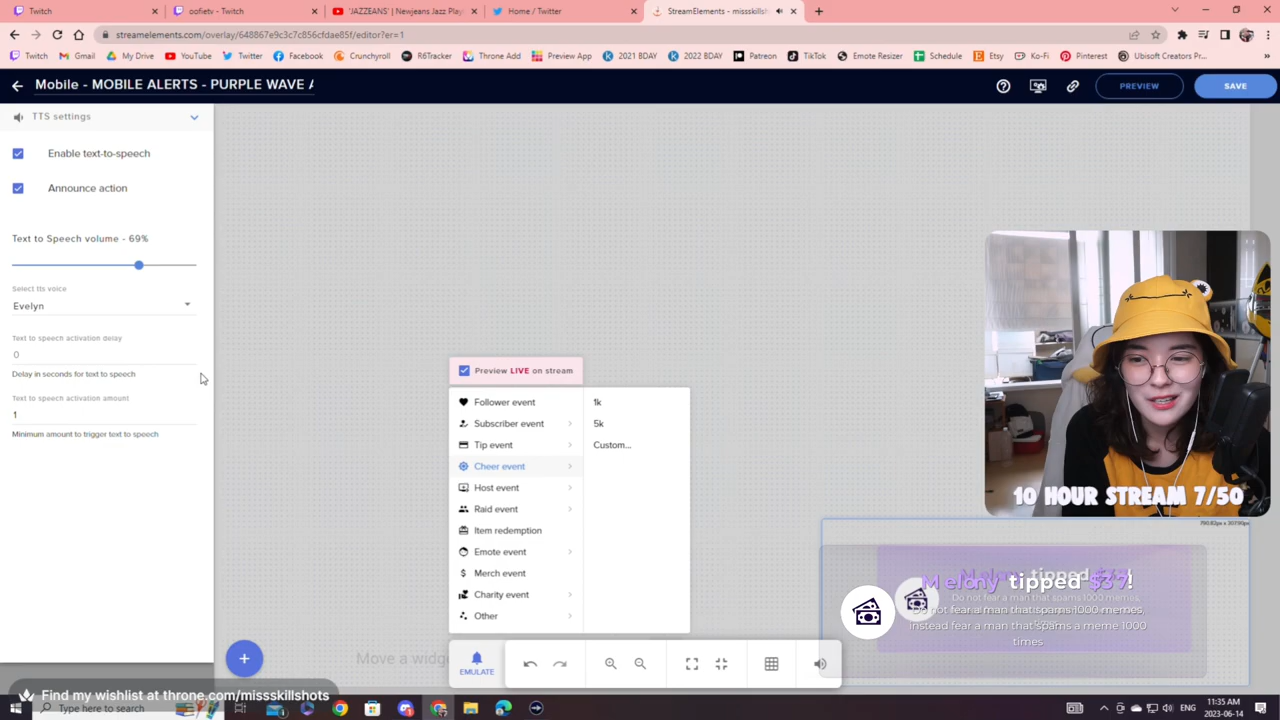 Twitch
oofietv - Twitch
'JAZZEANS' | Newjeans Jazz Play
Home / Twitter
StreamElements - missskillsh
streamelements.com/overlay/648867e9c3c7c856cfdae85f/editor?er=1
Twitch
Gmail
My Drive
YouTube
Twitter
Facebook
Crunchyroll
R6Tracker
Throne Add
Preview App
2021 BDAY
2022 BDAY
Patreon
TikTok
Emote Resizer
Schedule
Etsy
Ko-Fi
Pinterest
Ubisoft Creators Pr...
Mobile - MOBILE ALERTS - PURPLE WAVE A
PREVIEW
SAVE
TTS settings
Enable text-to-speech
Announce action
Text to Speech volume - 69%
Select tts voice
Evelyn
Text to speech activation delay
0
Delay in seconds for text to speech
Text to speech activation amount
1
Minimum amount to trigger text to speech
Preview LIVE on stream
Follower event
Subscriber event
Tip event
Cheer event
Host event
Raid event
Item redemption
Emote event
Merch event
Charity event
Other
1k
5k
Custom...
EMULATE
Move a widg
10 HOUR STREAM 7/50
Melony tipped $37!
Do not fear a man that spams 1000 memes,
instead fear a man that spams a meme 1000
times
Find my wishlist at throne.com/missskillshots
Type here to search
ENG
11:35 AM
2023-06-14